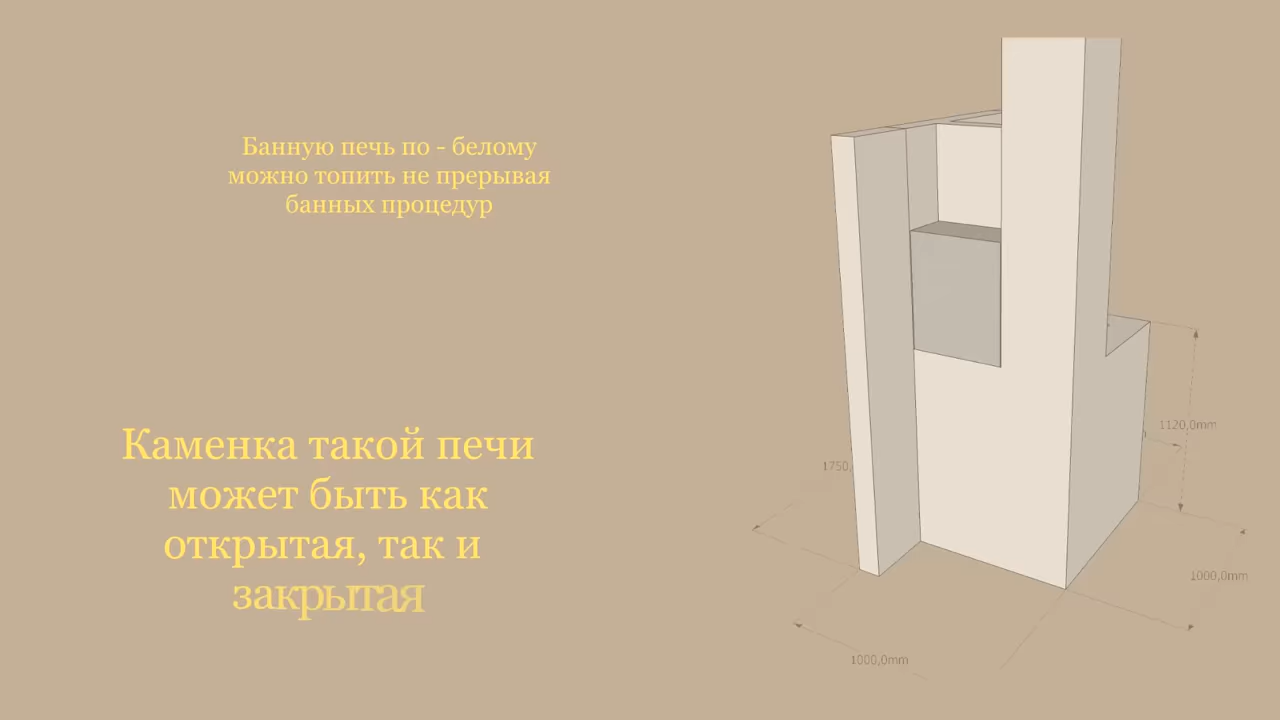 Банную печь по - белому
можно топить не прерывая
банных процедур
Каменка такой печи
может быть как
открытая, так и
закрытая
1120,0mm
1750,
1000,0mm
1000,0mm